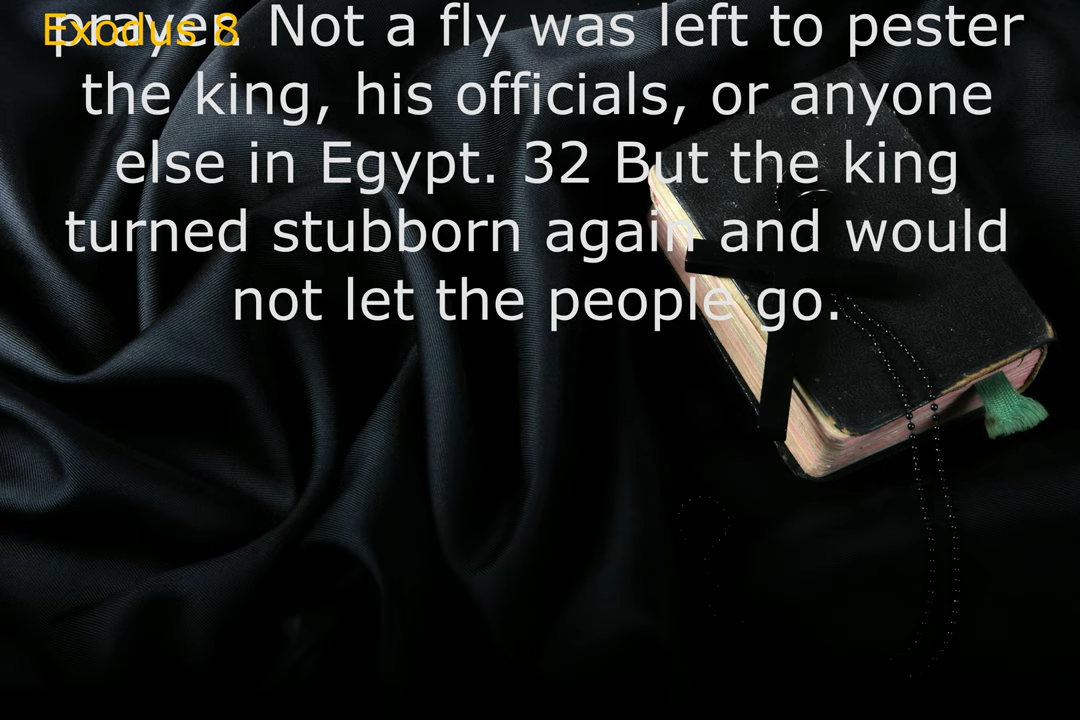 Exodus 8
prayer. Not a fly was left to pester
the king, his officials, or anyone
else in Egypt. 32 But the king
turned stubborn again and would
not let the people go.